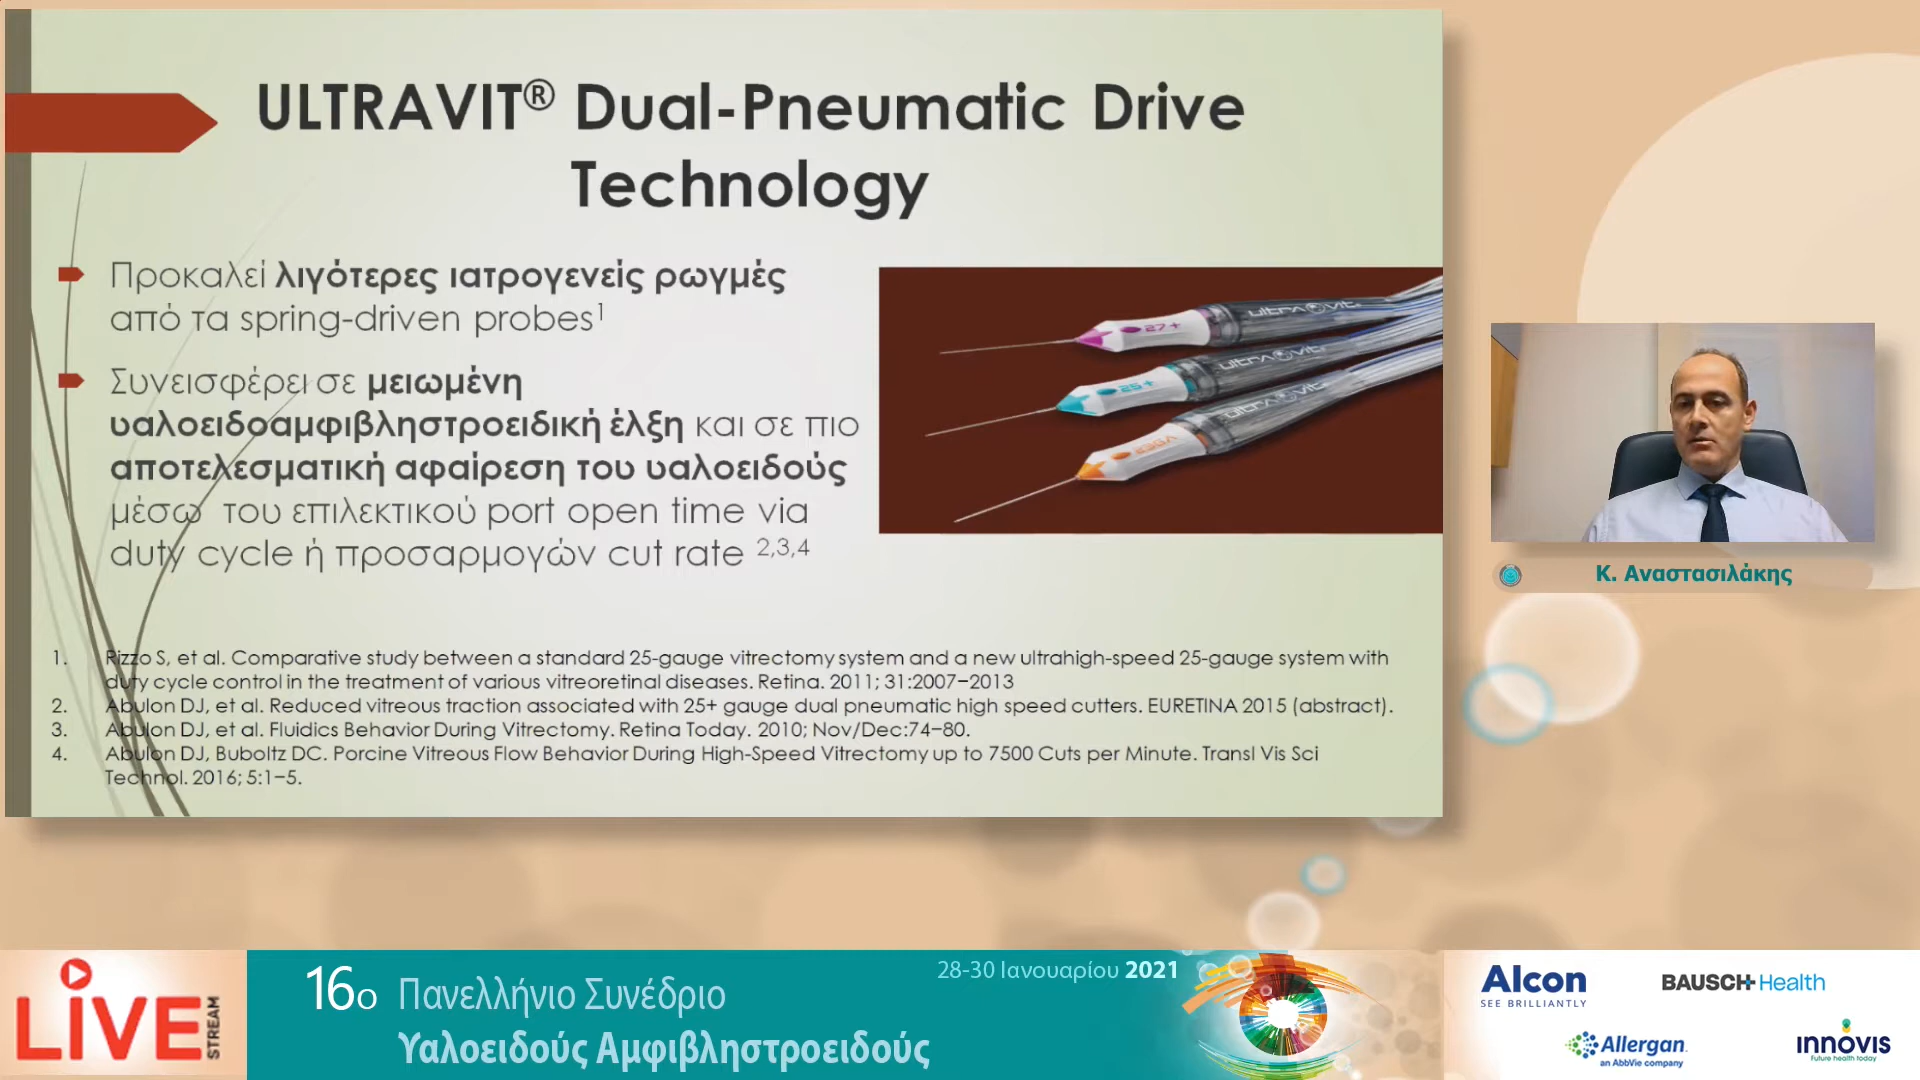 ULTRAVIT® Dual-Pneumatic Drive
Technology
Προκαλεί λιγότερες ιατρογενείς ρωγμές
από τα spring-driven probes1
Συνεισφέρει σε μειωμένη
υαλοειδοαμφιβληστροειδική έλξη και σε πιο
αποτελεσματική αφαίρεση του υαλοειδούς
μέσω του επιλεκτικού port open time via
duty cycle ή προσαρμογών cut rate 2,3,4
27+
ultravit
25+
ultravit
23GA
ultravit
1. Rizzo S, et al. Comparative study between a standard 25-gauge vitrectomy system and a new ultrahigh-speed 25-gauge system with
duty cycle control in the treatment of various vitreoretinal diseases. Retina. 2011; 31:2007–2013
2. Abulon DJ, et al. Reduced vitreous traction associated with 25+ gauge dual pneumatic high speed cutters. EURETINA 2015 (abstract).
3. Abulon DJ, et al. Fluidics Behavior During Vitrectomy. Retina Today. 2010; Nov/Dec:74–80.
4. Abulon DJ, Buboltz DC. Porcine Vitreous Flow Behavior During High-Speed Vitrectomy up to 7500 Cuts per Minute. Transl Vis Sci
Technol. 2016; 5:1–5.
Κ. Αναστασιλάκης
LIVE
STREAM
16ο Πανελλήνιο Συνέδριο
Υαλοειδούς Αμφιβληστροειδούς
28-30 Ιανουαρίου 2021
Alcon
SEE BRILLIANTLY
BAUSCH+Health
Allergan
an AbbVie company
innovis
Future health today